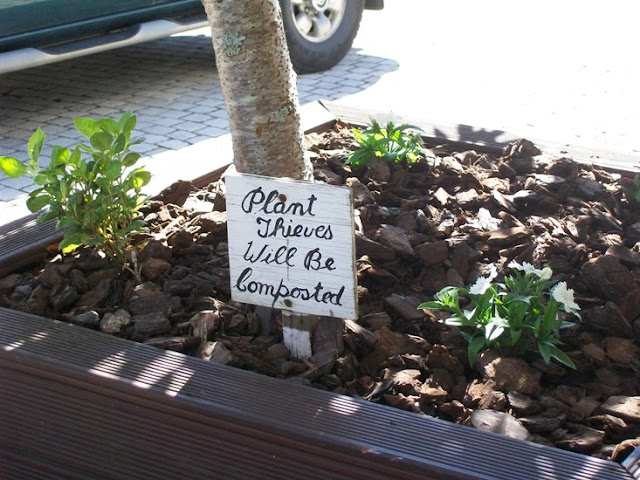 Plant
Thieves
Will Be
Composted